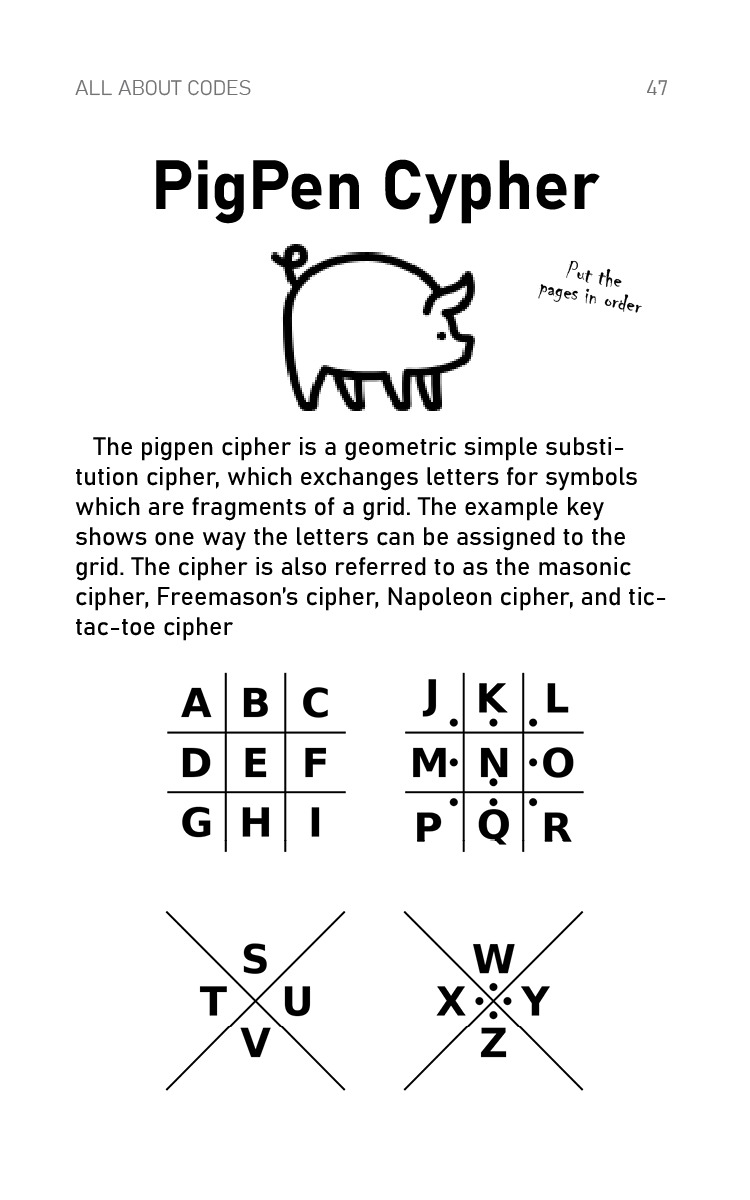 ALL ABOUT CODES 47
PigPen Cypher
Put the
pages in order
The pigpen cipher is a geometric simple substi-
tution cipher, which exchanges letters for symbols
which are fragments of a grid. The example key
shows one way the letters can be assigned to the
grid. The cipher is also referred to as the masonic
cipher, Freemason's cipher, Napoleon cipher, and tic-
tac-toe cipher
A B C J K L
D E F M N O
G H I P Q R
S W
T U X Y
V Z